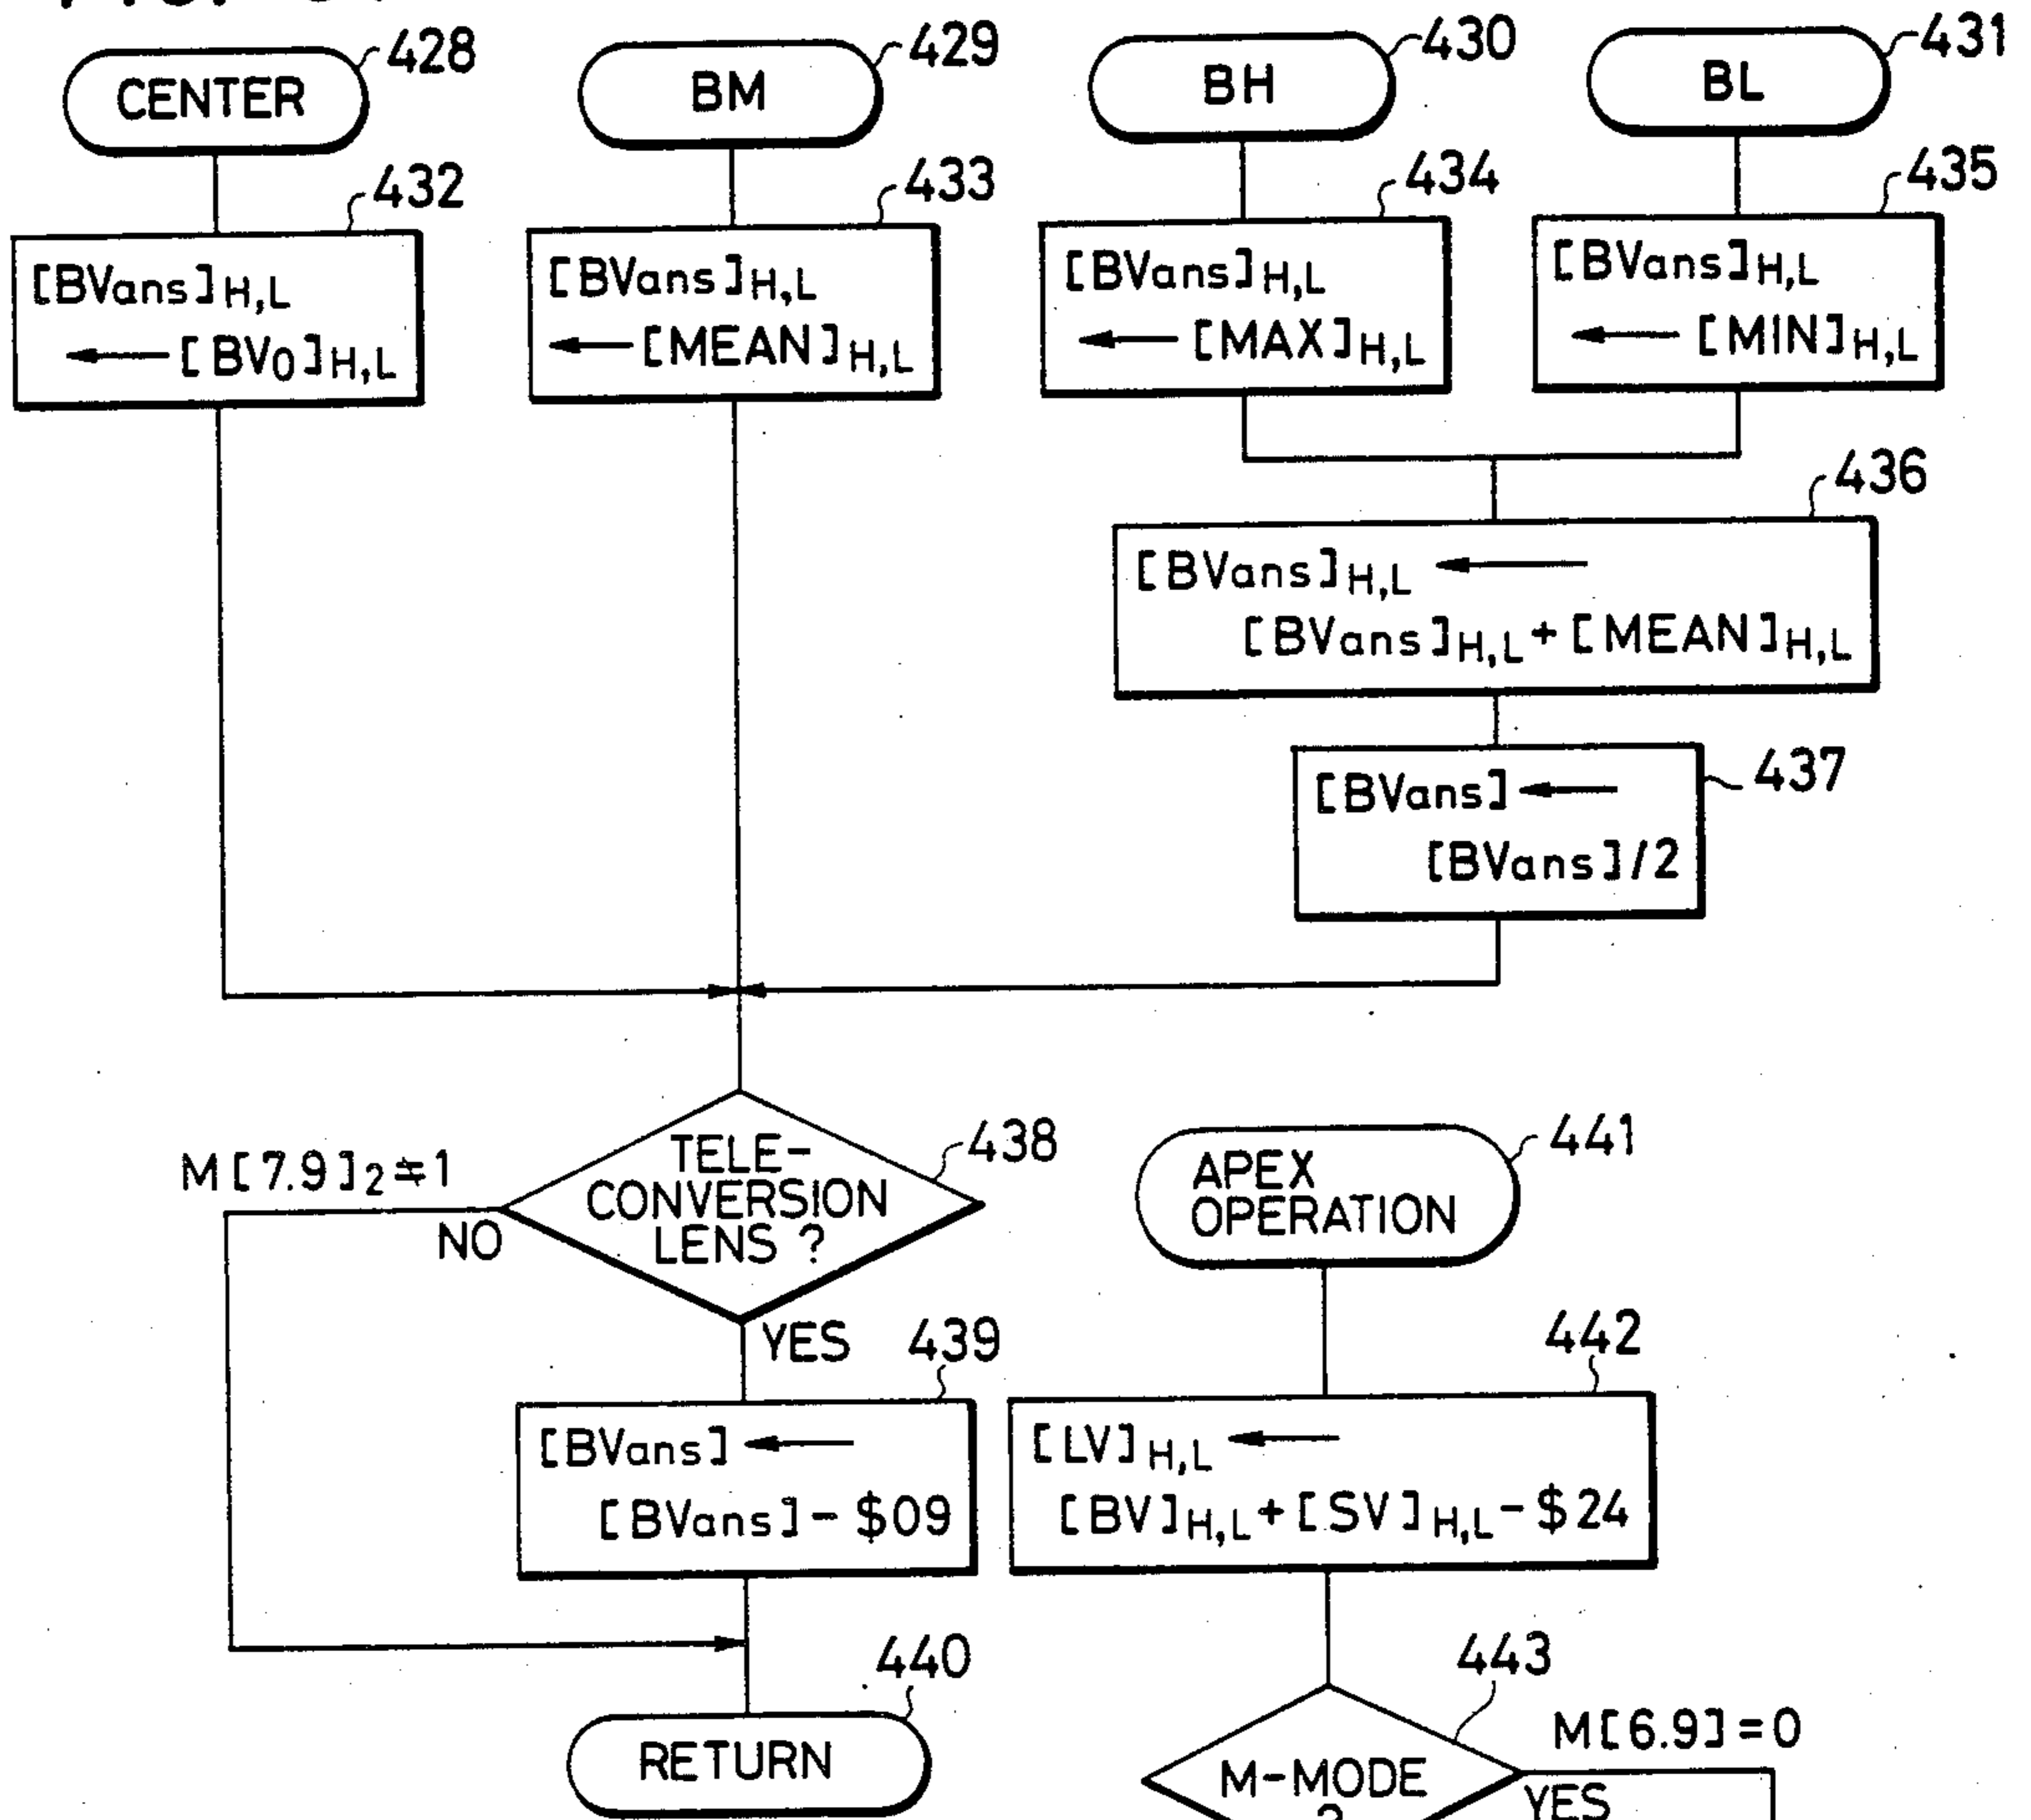 428
CENTER
429
BM
430
BH
431
BL
432
[BVans]H,L
←[BV0]H,L
433
[BVans]H,L
←[MEAN]H,L
434
[BVans]H,L
←[MAX]H,L
435
[BVans]H,L
←[MIN]H,L
436
[BVans]H,L ←
[BVans]H,L + [MEAN]H,L
437
[BVans] ←
[BVans]/2
438
TELE-
CONVERSION
LENS ?
M[7.9]2≠1
NO
YES
439
[BVans] ←
[BVans] - $09
440
RETURN
441
APEX
OPERATION
442
[LV]H,L ←
[BV]H,L + [SV]H,L - $24
443
M-MODE
?
M[6.9]=0
YES